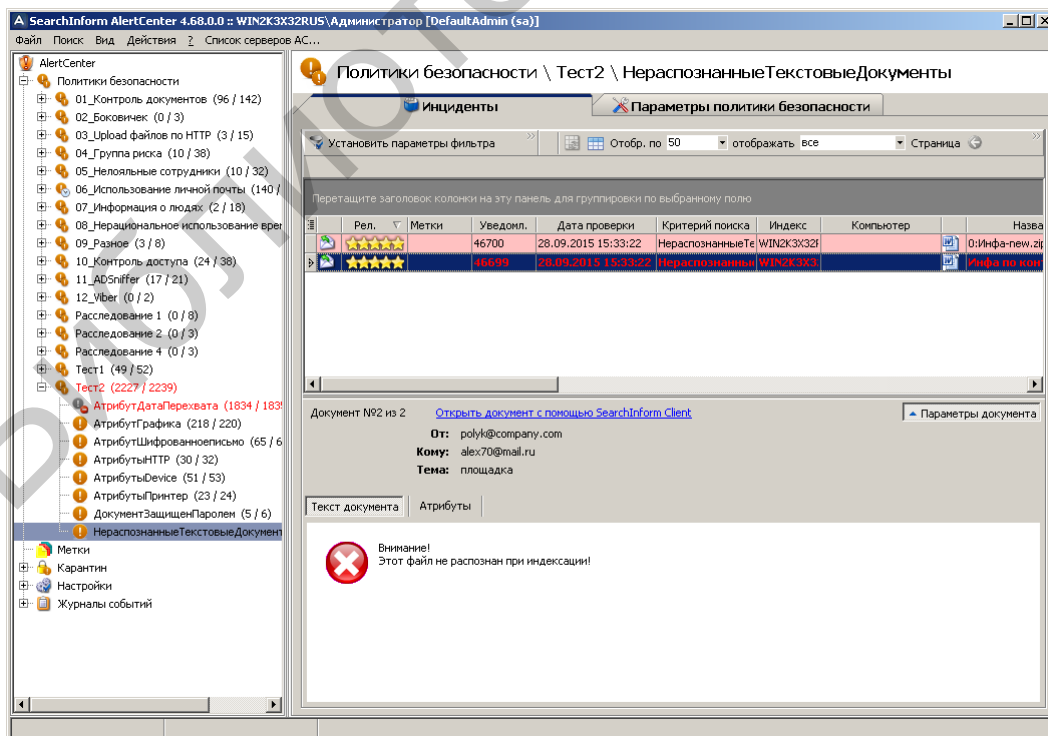 SearchInform AlertCenter 4.68.0.0 :: WIN2K3X32RUS\Администратор [DefaultAdmin (sa)]
Файл Поиск Вид Действия ? Список серверов AC...
AlertCenter
Политики безопасности
01_Контроль документов (96 / 142)
02_Боковичек (0 / 3)
03_Upload файлов по HTTP (3 / 15)
04_Группа риска (10 / 38)
05_Нелояльные сотрудники (10 / 32)
06_Использование личной почты (140 /
07_Информация о людях (2 / 18)
08_Нерациональное использование врем
09_Разное (3 / 8)
10_Контроль доступа (24 / 38)
11_ADSniffer (17 / 21)
12_Viber (0 / 2)
Расследование 1 (0 / 8)
Расследование 2 (0 / 3)
Расследование 4 (0 / 3)
Тест1 (49 / 52)
Тест2 (2227 / 2239)
АтрибутДатаПерехвата (1834 / 183
АтрибутГрафика (218 / 220)
АтрибутШифрованноеписьмо (65 / 6
АтрибутыHTTP (30 / 32)
АтрибутыDevice (51 / 53)
АтрибутыПринтер (23 / 24)
ДокументЗащищенПаролем (5 / 6)
НераспознанныеТекстовыеДокумент
Метки
Карантин
Настройки
Журналы событий
Политики безопасности \ Тест2 \ НераспознанныеТекстовыеДокументы
Инциденты Параметры политики безопасности
Установить параметры фильтра Отобр. по 50 отображать все Страница
Перетащите заголовок колонки на эту панель для группировки по выбранному полю
Рел. Метки Уведомл. Дата проверки Критерий поиска Индекс Компьютер Назва
46700 28.09.2015 15:33:22 НераспознанныеТе WIN2K3X32F 0:Инфа-new.zip
46699 28.09.2015 15:33:22 Нераспознанны WIN2K3X3 Инфа по кон
Документ №2 из 2 Открыть документ с помощью SearchInform Client Параметры документа
От: polyk@company.com
Кому: alex70@mail.ru
Тема: площадка
Текст документа Атрибуты
Внимание!
Этот файл не распознан при индексации!